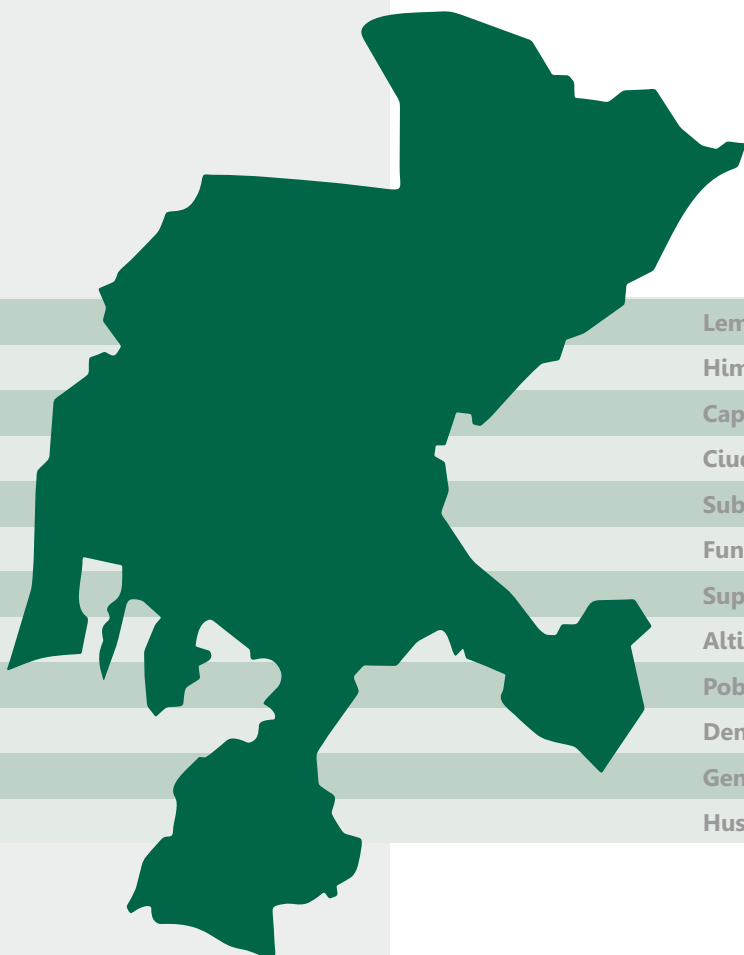 Lem
Him
Cap
Ciud
Sub
Fun
Sup
Alti
Pob
Den
Gen
Hus